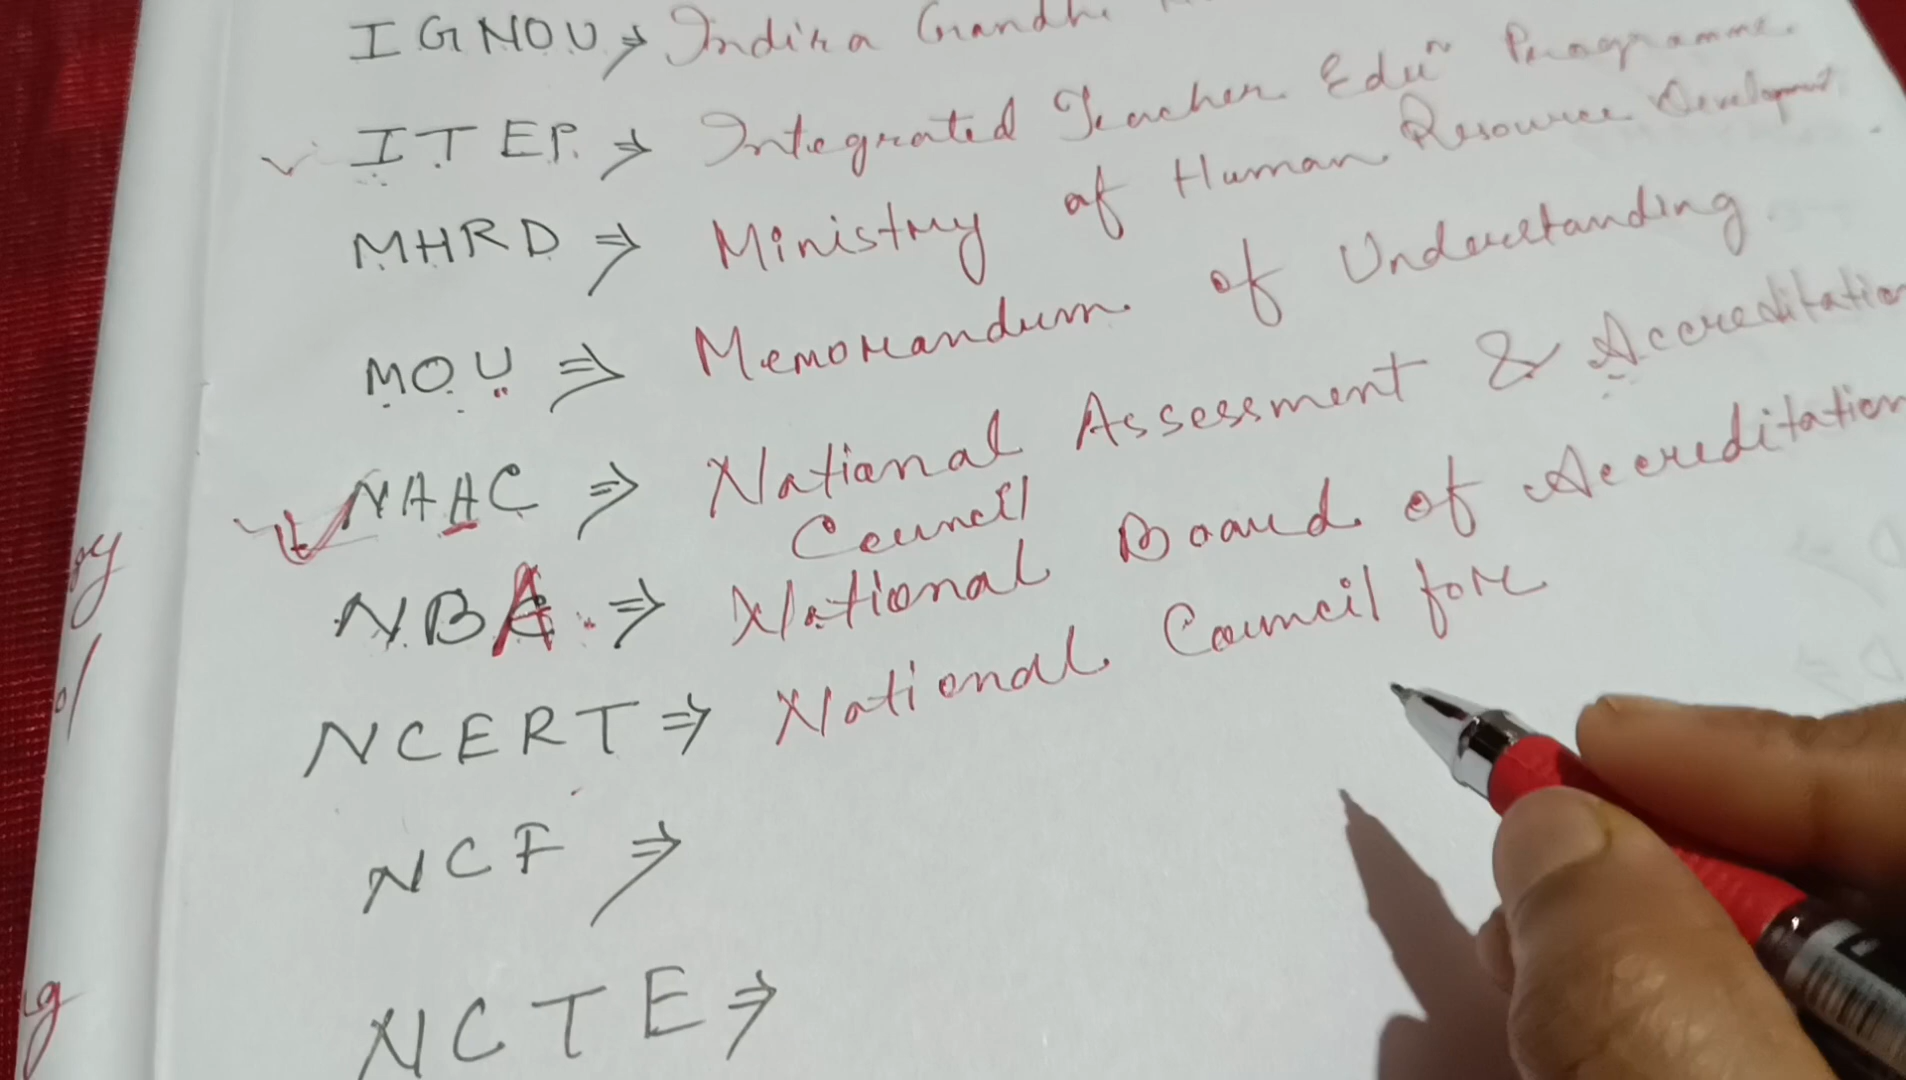 IGNOU → Indira Gandhi
ITEP. → Integrated Teacher Eduⁿ Programme.
MHRD ⇒ Ministry of Human Resource Development
MOU ⇒ Memorandum of Understanding
NAAC ⇒ National Assessment & Accreditation
Council
NBA. ⇒ National Board of Accreditation
NCERT ⇒ National Council for
NCF ⇒
NCTE ⇒